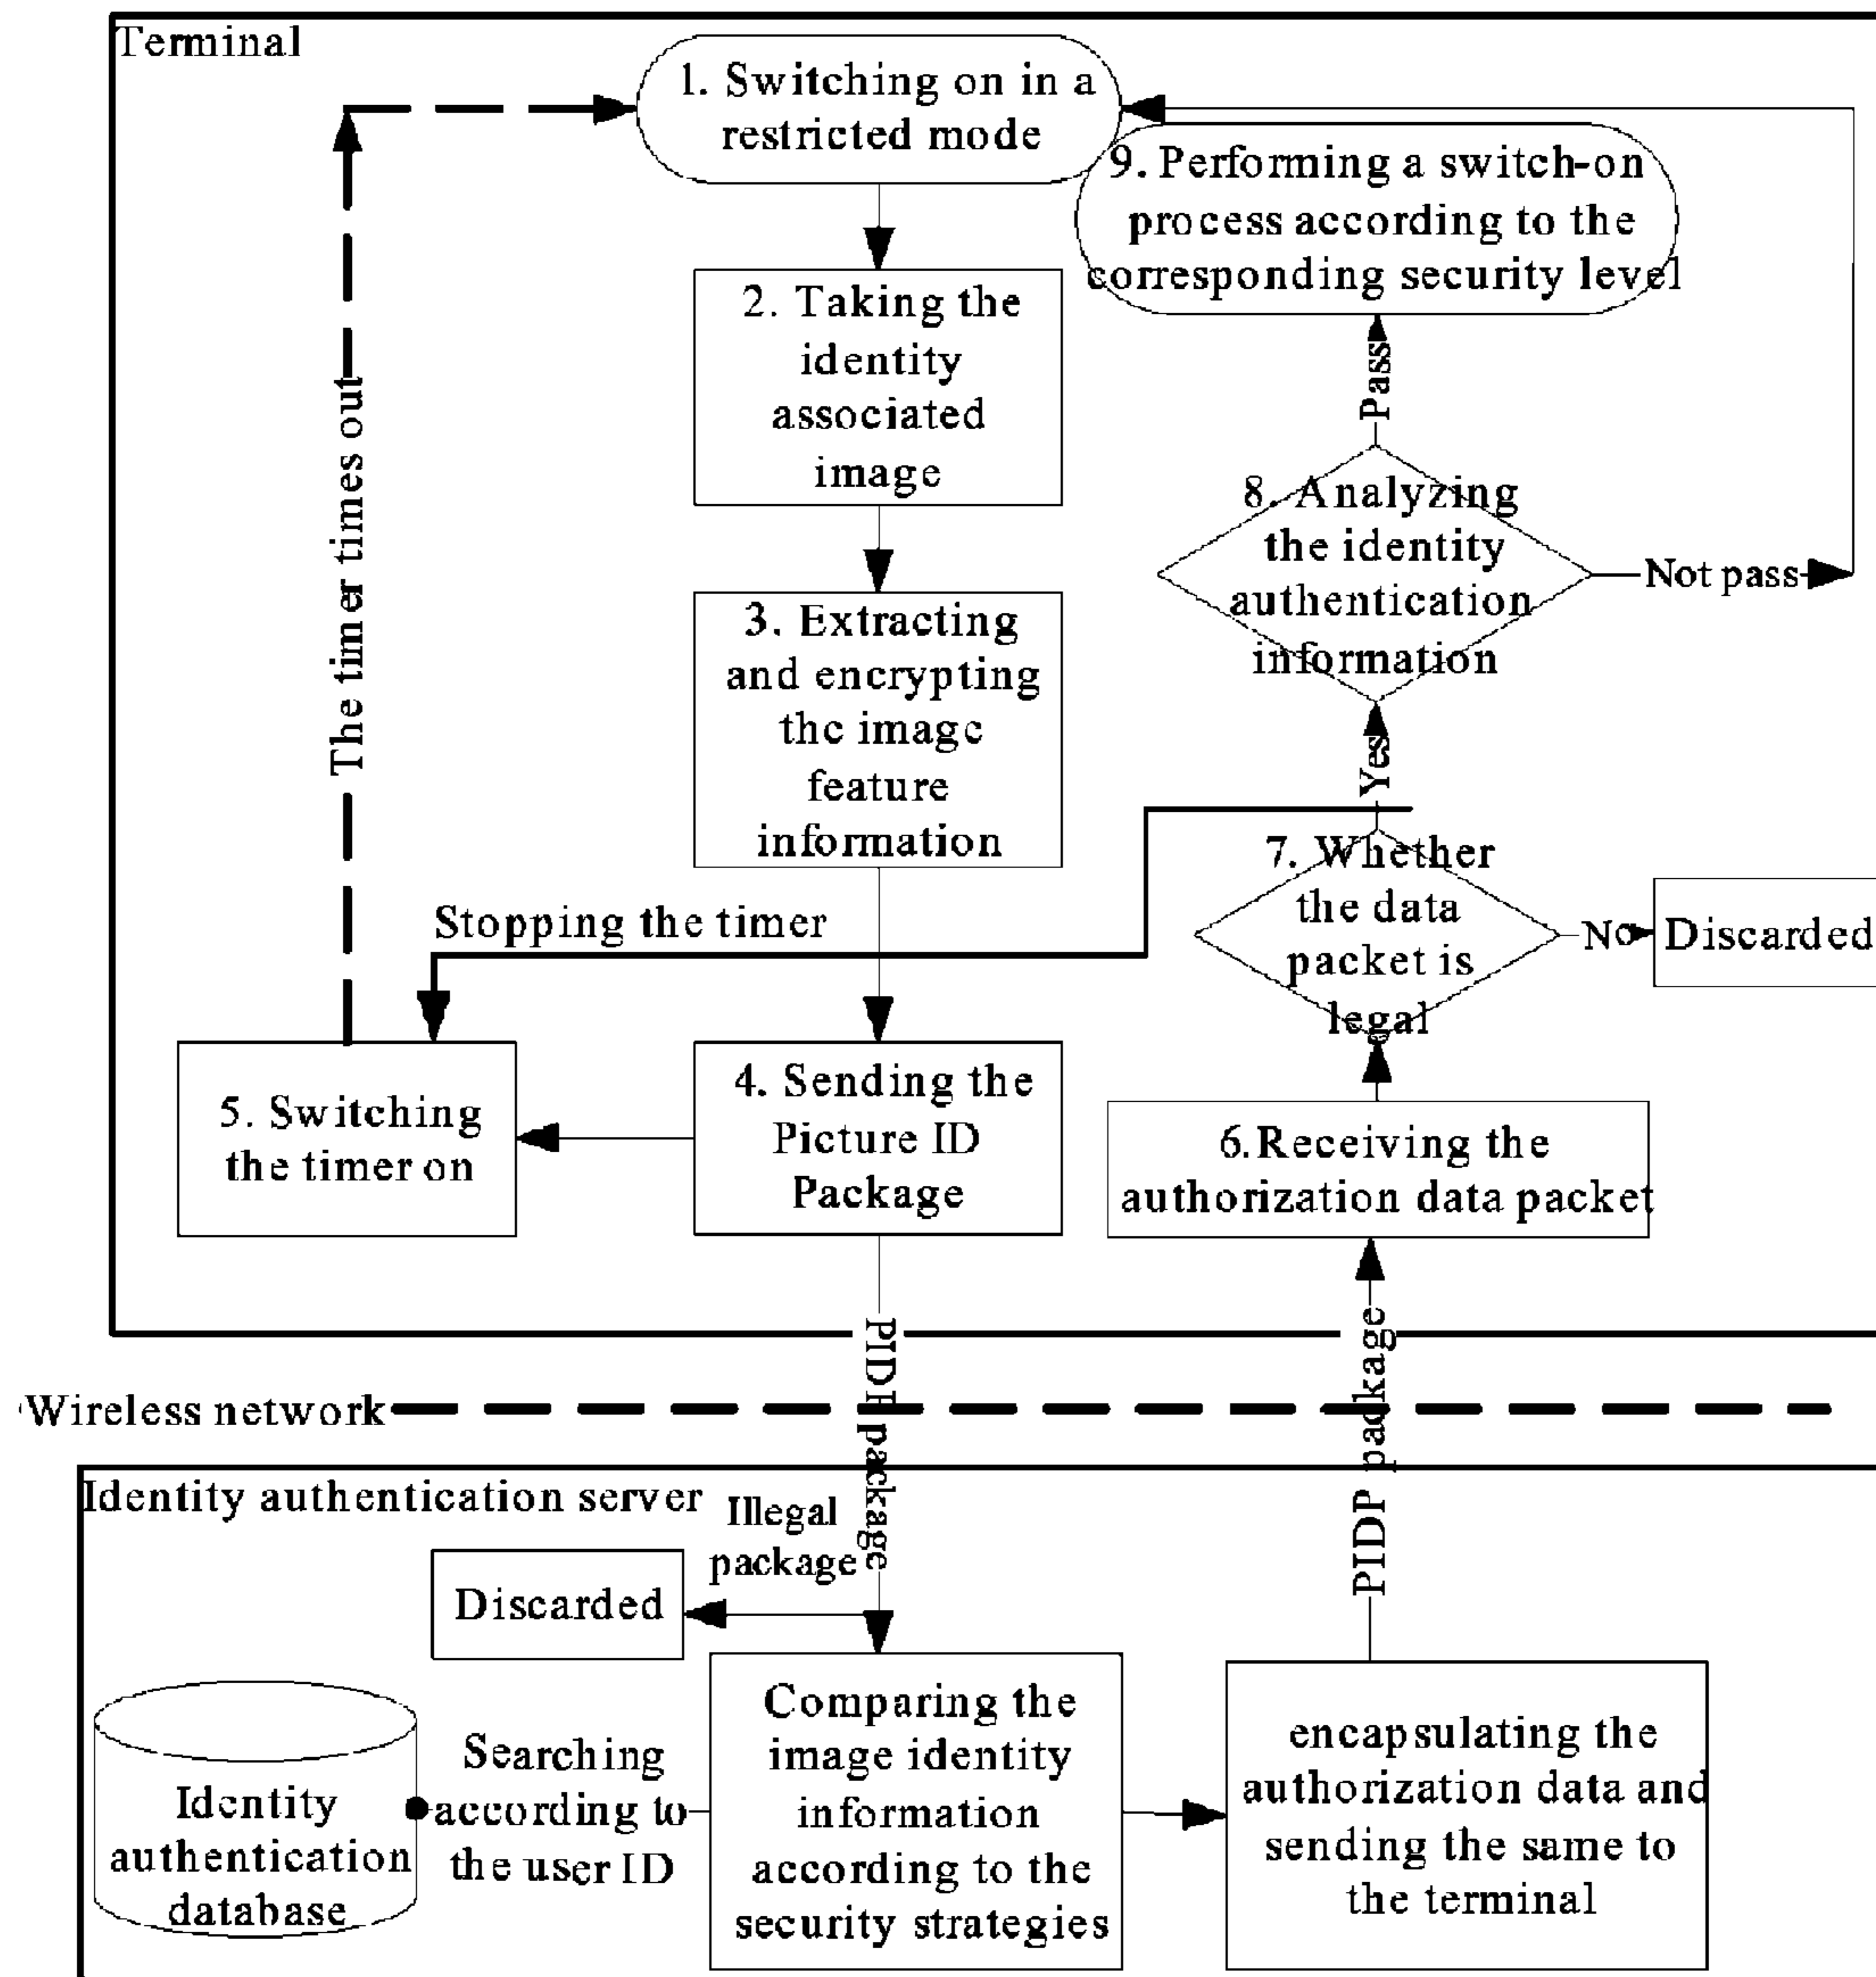 Terminal
1. Switching on in a
restricted mode
9. Performing a switch-on
process according to the
corresponding security level
2. Taking the
identity
associated
image
Pass
The timer times out
8. Analyzing
the identity
authentication
information
Not pass
3. Extracting
and encrypting
the image
feature
information
Yes
7. Whether
the data
packet is
legal
No
Discarded
Stopping the timer
5. Switching
the timer on
4. Sending the
Picture ID
Package
6.Receiving the
authorization data packet
PIDP package
PIDP package
Wireless network
Identity authentication server
Illegal
package
Discarded
Identity
authentication
database
Searching
according to
the user ID
Comparing the
image identity
information
according to the
security strategies
encapsulating the
authorization data and
sending the same to
the terminal